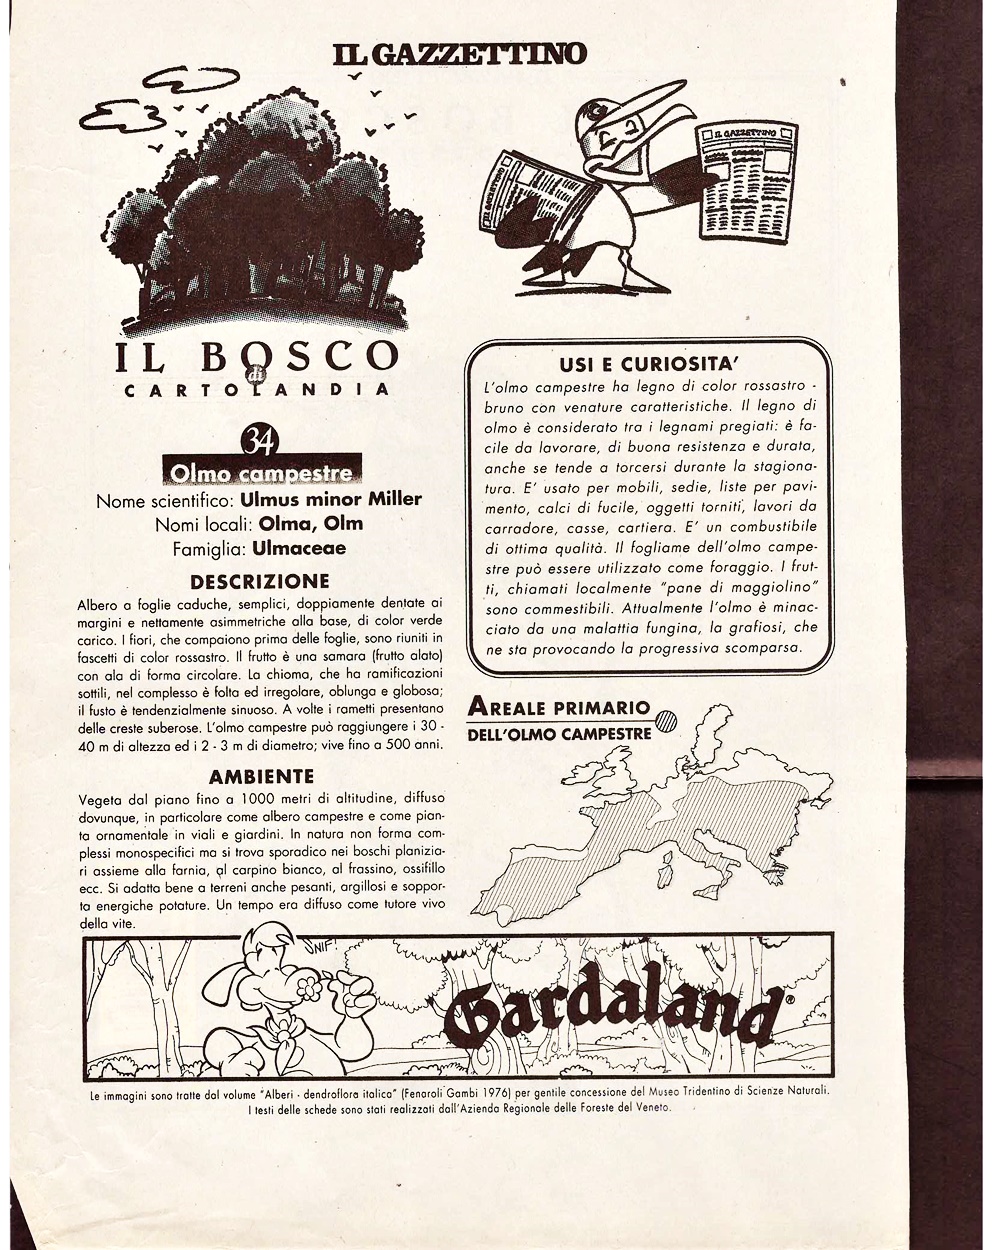 IL GAZZETTINO
IL GAZZETTINO
IL GAZZETTINO
IL BOSCO
di
CARTOLANDIA
34
Olmo campestre
Nome scientifico: Ulmus minor Miller
Nomi locali: Olma, Olm
Famiglia: Ulmaceae
DESCRIZIONE
Albero a foglie caduche, semplici, doppiamente dentate ai
margini e nettamente asimmetriche alla base, di color verde
carico. I fiori, che compaiono prima delle foglie, sono riuniti in
fascetti di color rossastro. Il frutto è una samara (frutto alato)
con ala di forma circolare. La chioma, che ha ramificazioni
sottili, nel complesso è folta ed irregolare, oblunga e globosa;
il fusto è tendenzialmente sinuoso. A volte i rametti presentano
delle creste suberose. L'olmo campestre può raggiungere i 30 -
40 m di altezza ed i 2 - 3 m di diametro; vive fino a 500 anni.
AMBIENTE
Vegeta dal piano fino a 1000 metri di altitudine, diffuso
dovunque, in particolare come albero campestre e come pian-
ta ornamentale in viali e giardini. In natura non forma com-
plessi monospecifici ma si trova sporadico nei boschi planizia-
ri assieme alla farnia, al carpino bianco, al frassino, ossifillo
ecc. Si adatta bene a terreni anche pesanti, argillosi e soppor-
ta energiche potature. Un tempo era diffuso come tutore vivo
della vite.
USI E CURIOSITA'
L'olmo campestre ha legno di color rossastro -
bruno con venature caratteristiche. Il legno di
olmo è considerato tra i legnami pregiati: è fa-
cile da lavorare, di buona resistenza e durata,
anche se tende a torcersi durante la stagiona-
tura. E' usato per mobili, sedie, liste per pavi-
mento, calci di fucile, oggetti torniti, lavori da
carradore, casse, cartiera. E' un combustibile
di ottima qualità. Il fogliame dell'olmo campe-
stre può essere utilizzato come foraggio. I frut-
ti, chiamati localmente "pane di maggiolino"
sono commestibili. Attualmente l'olmo è minac-
ciato da una malattia fungina, la grafiosi, che
ne sta provocando la progressiva scomparsa.
AREALE PRIMARIO
DELL'OLMO CAMPESTRE
SNIF!
Gardaland®
Le immagini sono tratte dal volume "Alberi - dendroflora italica" (Fenaroli Gambi 1976) per gentile concessione del Museo Tridentino di Scienze Naturali.
I testi delle schede sono stati realizzati dall'Azienda Regionale delle Foreste del Veneto.